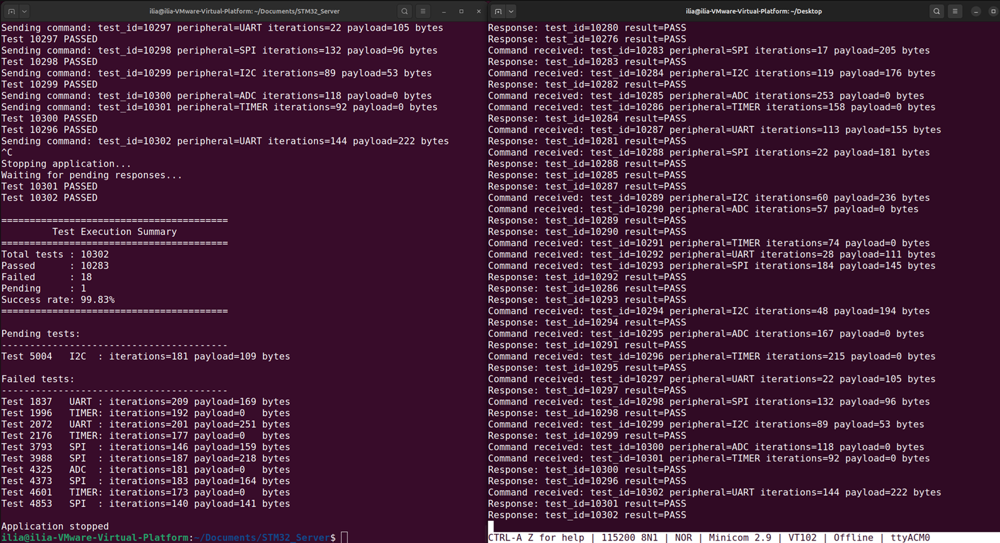 ilia@ilia-VMware-Virtual-Platform: ~/Documents/STM32_Server
Sending command: test_id=10297 peripheral=UART iterations=22 payload=105 bytes
Test 10297 PASSED
Sending command: test_id=10298 peripheral=SPI iterations=132 payload=96 bytes
Test 10298 PASSED
Sending command: test_id=10299 peripheral=I2C iterations=89 payload=53 bytes
Test 10299 PASSED
Sending command: test_id=10300 peripheral=ADC iterations=118 payload=0 bytes
Sending command: test_id=10301 peripheral=TIMER iterations=92 payload=0 bytes
Test 10300 PASSED
Test 10296 PASSED
Sending command: test_id=10302 peripheral=UART iterations=144 payload=222 bytes
^C
Stopping application...
Waiting for pending responses...
Test 10301 PASSED
Test 10302 PASSED
========================================
Test Execution Summary
========================================
Total tests : 10302
Passed      : 10283
Failed      : 18
Pending     : 1
Success rate: 99.83%
========================================
Pending tests:
----------------------------------------
Test 5004   I2C  : iterations=181 payload=109 bytes
Failed tests:
----------------------------------------
Test 1837   UART : iterations=209 payload=169 bytes
Test 1996   TIMER: iterations=192 payload=0   bytes
Test 2072   UART : iterations=201 payload=251 bytes
Test 2176   TIMER: iterations=177 payload=0   bytes
Test 3793   SPI  : iterations=146 payload=159 bytes
Test 3988   SPI  : iterations=187 payload=218 bytes
Test 4325   ADC  : iterations=181 payload=0   bytes
Test 4373   SPI  : iterations=183 payload=164 bytes
Test 4601   TIMER: iterations=173 payload=0   bytes
Test 4853   SPI  : iterations=140 payload=141 bytes
Application stopped
ilia@ilia-VMware-Virtual-Platform:~/Documents/STM32_Server$
ilia@ilia-VMware-Virtual-Platform: ~/Desktop
Response: test_id=10280 result=PASS
Response: test_id=10276 result=PASS
Command received: test_id=10283 peripheral=SPI iterations=17 payload=205 bytes
Response: test_id=10283 result=PASS
Command received: test_id=10284 peripheral=I2C iterations=119 payload=176 bytes
Response: test_id=10282 result=PASS
Command received: test_id=10285 peripheral=ADC iterations=253 payload=0 bytes
Command received: test_id=10286 peripheral=TIMER iterations=158 payload=0 bytes
Response: test_id=10284 result=PASS
Command received: test_id=10287 peripheral=UART iterations=113 payload=155 bytes
Response: test_id=10281 result=PASS
Command received: test_id=10288 peripheral=SPI iterations=22 payload=181 bytes
Response: test_id=10288 result=PASS
Response: test_id=10285 result=PASS
Response: test_id=10287 result=PASS
Command received: test_id=10289 peripheral=I2C iterations=60 payload=236 bytes
Command received: test_id=10290 peripheral=ADC iterations=57 payload=0 bytes
Response: test_id=10289 result=PASS
Response: test_id=10290 result=PASS
Command received: test_id=10291 peripheral=TIMER iterations=74 payload=0 bytes
Command received: test_id=10292 peripheral=UART iterations=28 payload=111 bytes
Command received: test_id=10293 peripheral=SPI iterations=184 payload=145 bytes
Response: test_id=10292 result=PASS
Response: test_id=10286 result=PASS
Response: test_id=10293 result=PASS
Command received: test_id=10294 peripheral=I2C iterations=48 payload=194 bytes
Response: test_id=10294 result=PASS
Command received: test_id=10295 peripheral=ADC iterations=167 payload=0 bytes
Response: test_id=10291 result=PASS
Command received: test_id=10296 peripheral=TIMER iterations=215 payload=0 bytes
Response: test_id=10295 result=PASS
Command received: test_id=10297 peripheral=UART iterations=22 payload=105 bytes
Response: test_id=10297 result=PASS
Command received: test_id=10298 peripheral=SPI iterations=132 payload=96 bytes
Response: test_id=10298 result=PASS
Command received: test_id=10299 peripheral=I2C iterations=89 payload=53 bytes
Response: test_id=10299 result=PASS
Command received: test_id=10300 peripheral=ADC iterations=118 payload=0 bytes
Command received: test_id=10301 peripheral=TIMER iterations=92 payload=0 bytes
Response: test_id=10300 result=PASS
Response: test_id=10296 result=PASS
Command received: test_id=10302 peripheral=UART iterations=144 payload=222 bytes
Response: test_id=10301 result=PASS
Response: test_id=10302 result=PASS
CTRL-A Z for help | 115200 8N1 | NOR | Minicom 2.9 | VT102 | Offline | ttyACM0